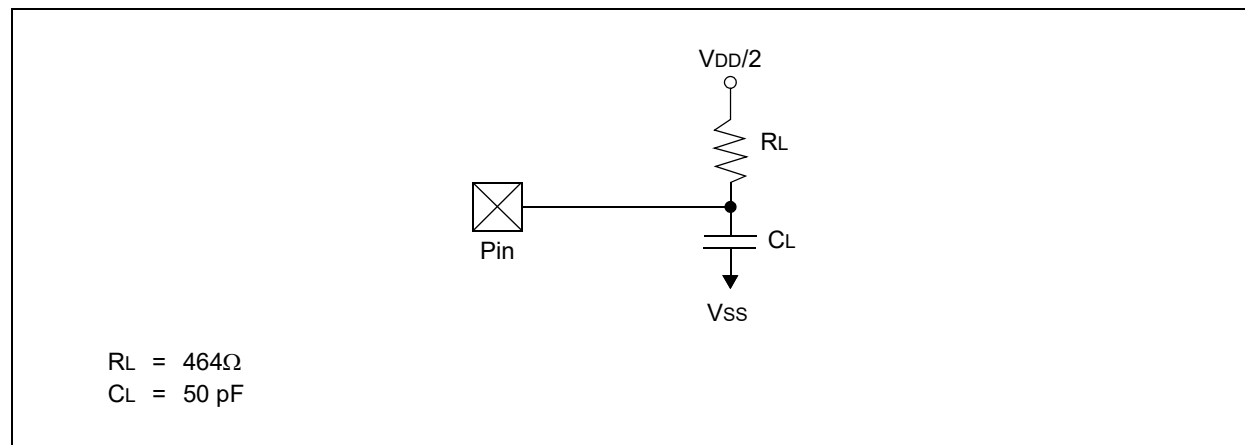 VDD/2
RL
Pin
CL
VSS
RL = 464Ω
CL = 50 pF